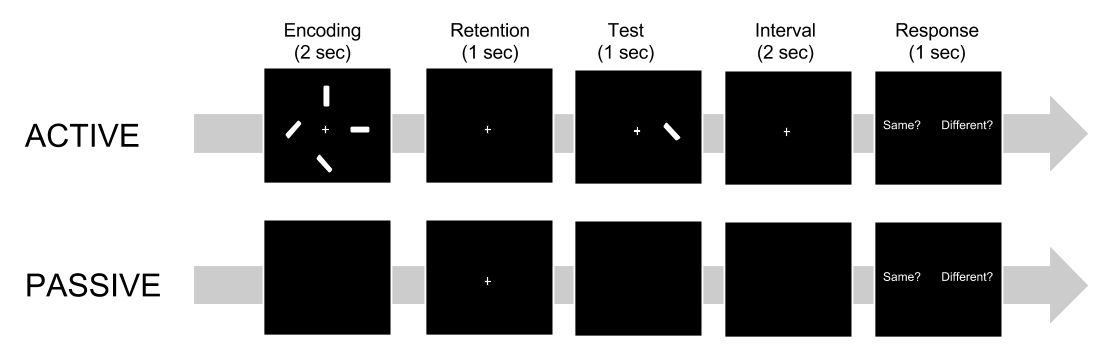 Encoding
(2 sec)
Retention
(1 sec)
Test
(1 sec)
Interval
(2 sec)
Response
(1 sec)
ACTIVE
Same? Different?
PASSIVE
Same? Different?